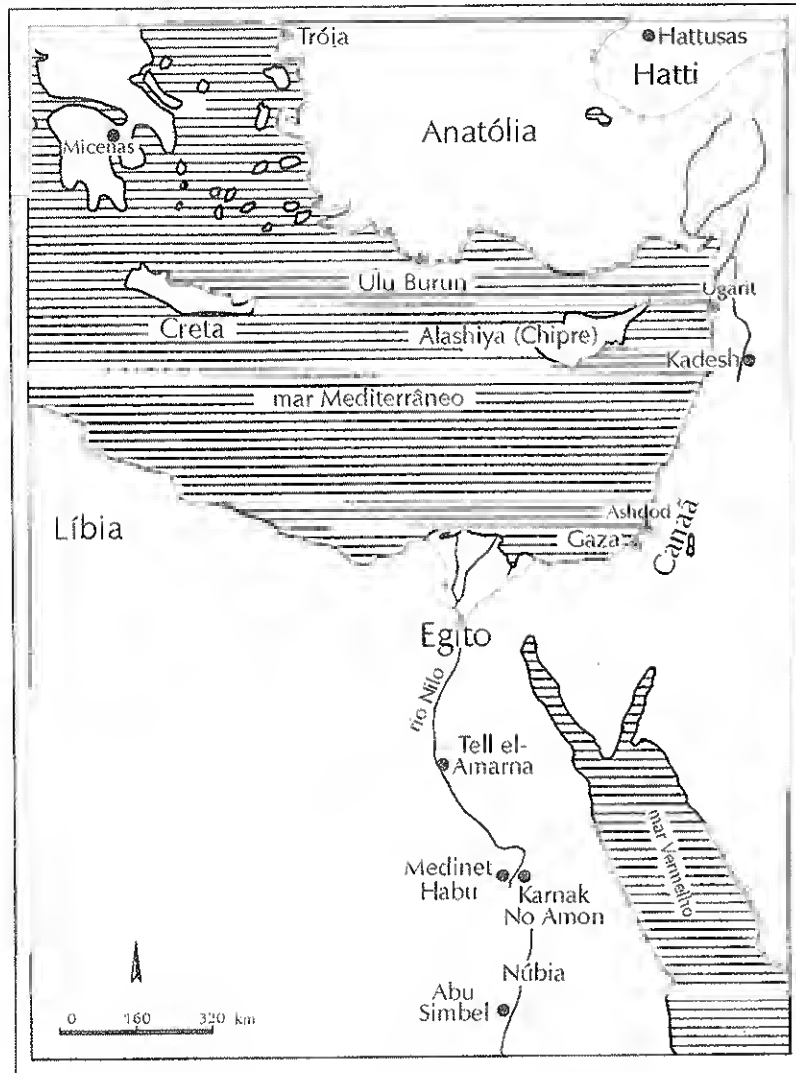 Tróia
Hattusas
Hatti
Anatólia
Micenas
Ulu Burun
Ugarit
Creta
Alashiya (Chipre)
Kadesh
mar Mediterrâneo
Líbia
Ashdod
Gaza
Canaã
Egito
rio Nilo
Tell el-
Amarna
mar Vermelho
Medinet
Habu
Karnak
No Amon
Núbia
Abu
Simbel
0 160 320 km